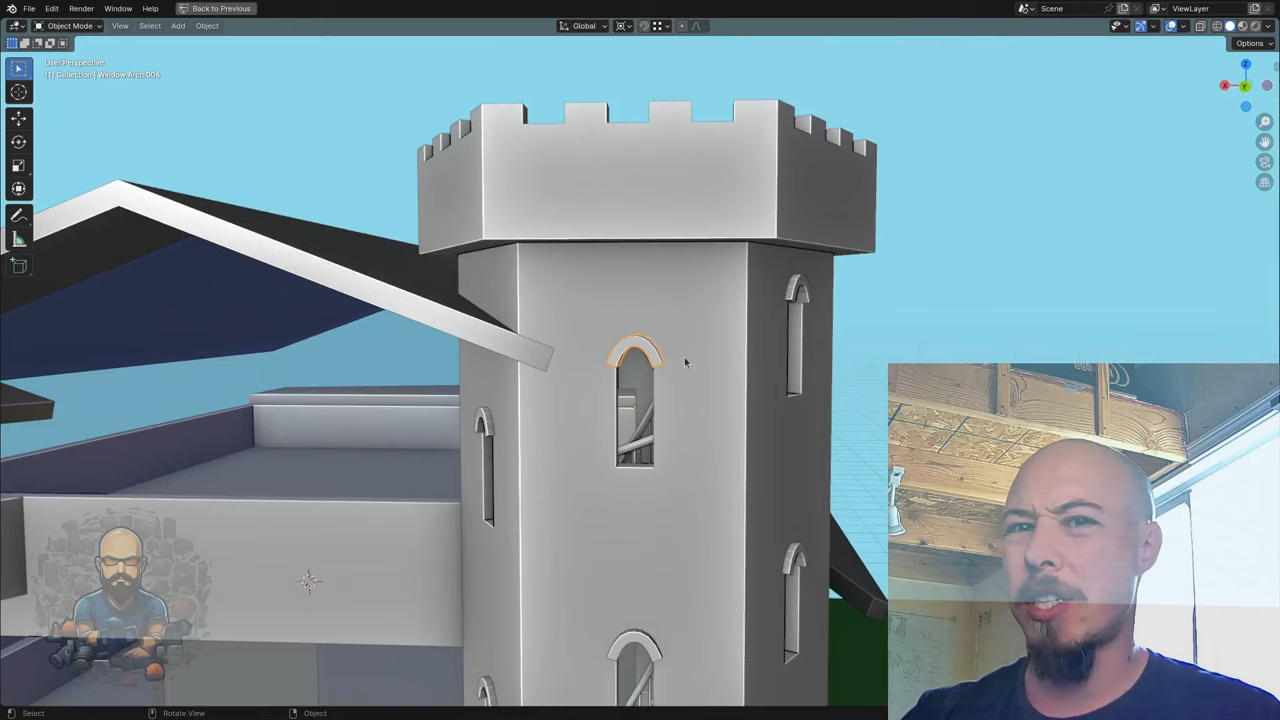 File Edit Render Window Help Back to Previous Scene ViewLayer
Object Mode View Select Add Object Global
Options
User Perspective
(1) Collection | Window Arch.006
Z
X
Y
Select Rotate View Object